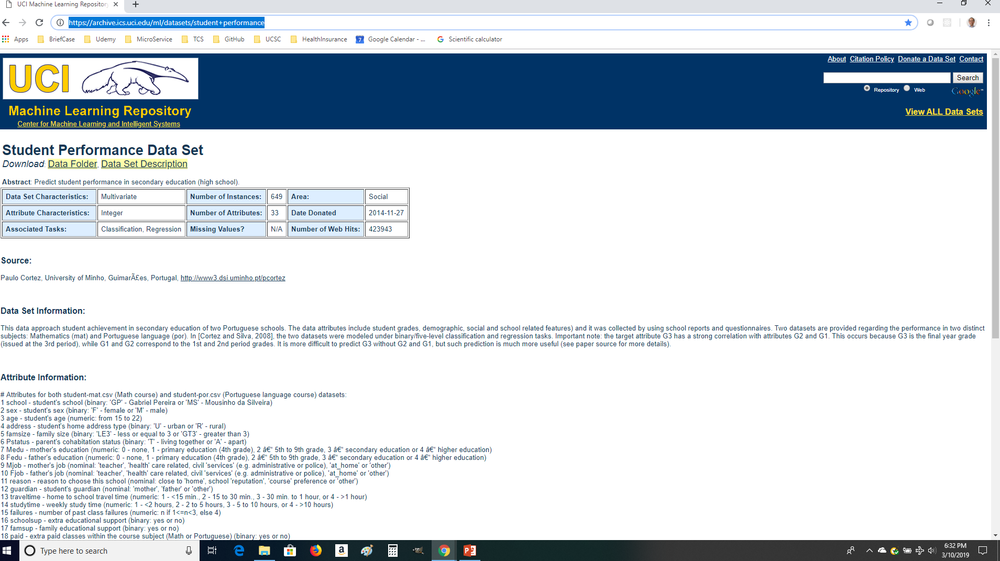 UCI Machine Learning Repository
https://archive.ics.uci.edu/ml/datasets/student+performance
Apps BriefCase Udemy MicroService TCS GitHub UCSC HealthInsurance 7 Google Calendar - ... G Scientific calculator
About Citation Policy Donate a Data Set Contact
UCI
Search
Repository Web Google™
Machine Learning Repository
View ALL Data Sets
Center for Machine Learning and Intelligent Systems
Student Performance Data Set
Download: Data Folder, Data Set Description
Abstract: Predict student performance in secondary education (high school).
Data Set Characteristics: Multivariate Number of Instances: 649 Area: Social
Attribute Characteristics: Integer Number of Attributes: 33 Date Donated 2014-11-27
Associated Tasks: Classification, Regression Missing Values? N/A Number of Web Hits: 423943
Source:
Paulo Cortez, University of Minho, GuimarÃ£es, Portugal, http://www3.dsi.uminho.pt/pcortez
Data Set Information:
This data approach student achievement in secondary education of two Portuguese schools. The data attributes include student grades, demographic, social and school related features) and it was collected by using school reports and questionnaires. Two datasets are provided regarding the performance in two distinct
subjects: Mathematics (mat) and Portuguese language (por). In [Cortez and Silva, 2008], the two datasets were modeled under binary/five-level classification and regression tasks. Important note: the target attribute G3 has a strong correlation with attributes G2 and G1. This occurs because G3 is the final year grade
(issued at the 3rd period), while G1 and G2 correspond to the 1st and 2nd period grades. It is more difficult to predict G3 without G2 and G1, but such prediction is much more useful (see paper source for more details).
Attribute Information:
# Attributes for both student-mat.csv (Math course) and student-por.csv (Portuguese language course) datasets:
1 school - student's school (binary: 'GP' - Gabriel Pereira or 'MS' - Mousinho da Silveira)
2 sex - student's sex (binary: 'F' - female or 'M' - male)
3 age - student's age (numeric: from 15 to 22)
4 address - student's home address type (binary: 'U' - urban or 'R' - rural)
5 famsize - family size (binary: 'LE3' - less or equal to 3 or 'GT3' - greater than 3)
6 Pstatus - parent's cohabitation status (binary: 'T' - living together or 'A' - apart)
7 Medu - mother's education (numeric: 0 - none, 1 - primary education (4th grade), 2 â€“ 5th to 9th grade, 3 â€“ secondary education or 4 â€“ higher education)
8 Fedu - father's education (numeric: 0 - none, 1 - primary education (4th grade), 2 â€“ 5th to 9th grade, 3 â€“ secondary education or 4 â€“ higher education)
9 Mjob - mother's job (nominal: 'teacher', 'health' care related, civil 'services' (e.g. administrative or police), 'at_home' or 'other')
10 Fjob - father's job (nominal: 'teacher', 'health' care related, civil 'services' (e.g. administrative or police), 'at_home' or 'other')
11 reason - reason to choose this school (nominal: close to 'home', school 'reputation', 'course' preference or 'other')
12 guardian - student's guardian (nominal: 'mother', 'father' or 'other')
13 traveltime - home to school travel time (numeric: 1 - <15 min., 2 - 15 to 30 min., 3 - 30 min. to 1 hour, or 4 - >1 hour)
14 studytime - weekly study time (numeric: 1 - <2 hours, 2 - 2 to 5 hours, 3 - 5 to 10 hours, or 4 - >10 hours)
15 failures - number of past class failures (numeric: n if 1<=n<3, else 4)
16 schoolsup - extra educational support (binary: yes or no)
17 famsup - family educational support (binary: yes or no)
18 paid - extra paid classes within the course subject (Math or Portuguese) (binary: yes or no)
Type here to search
6:32 PM
3/10/2019